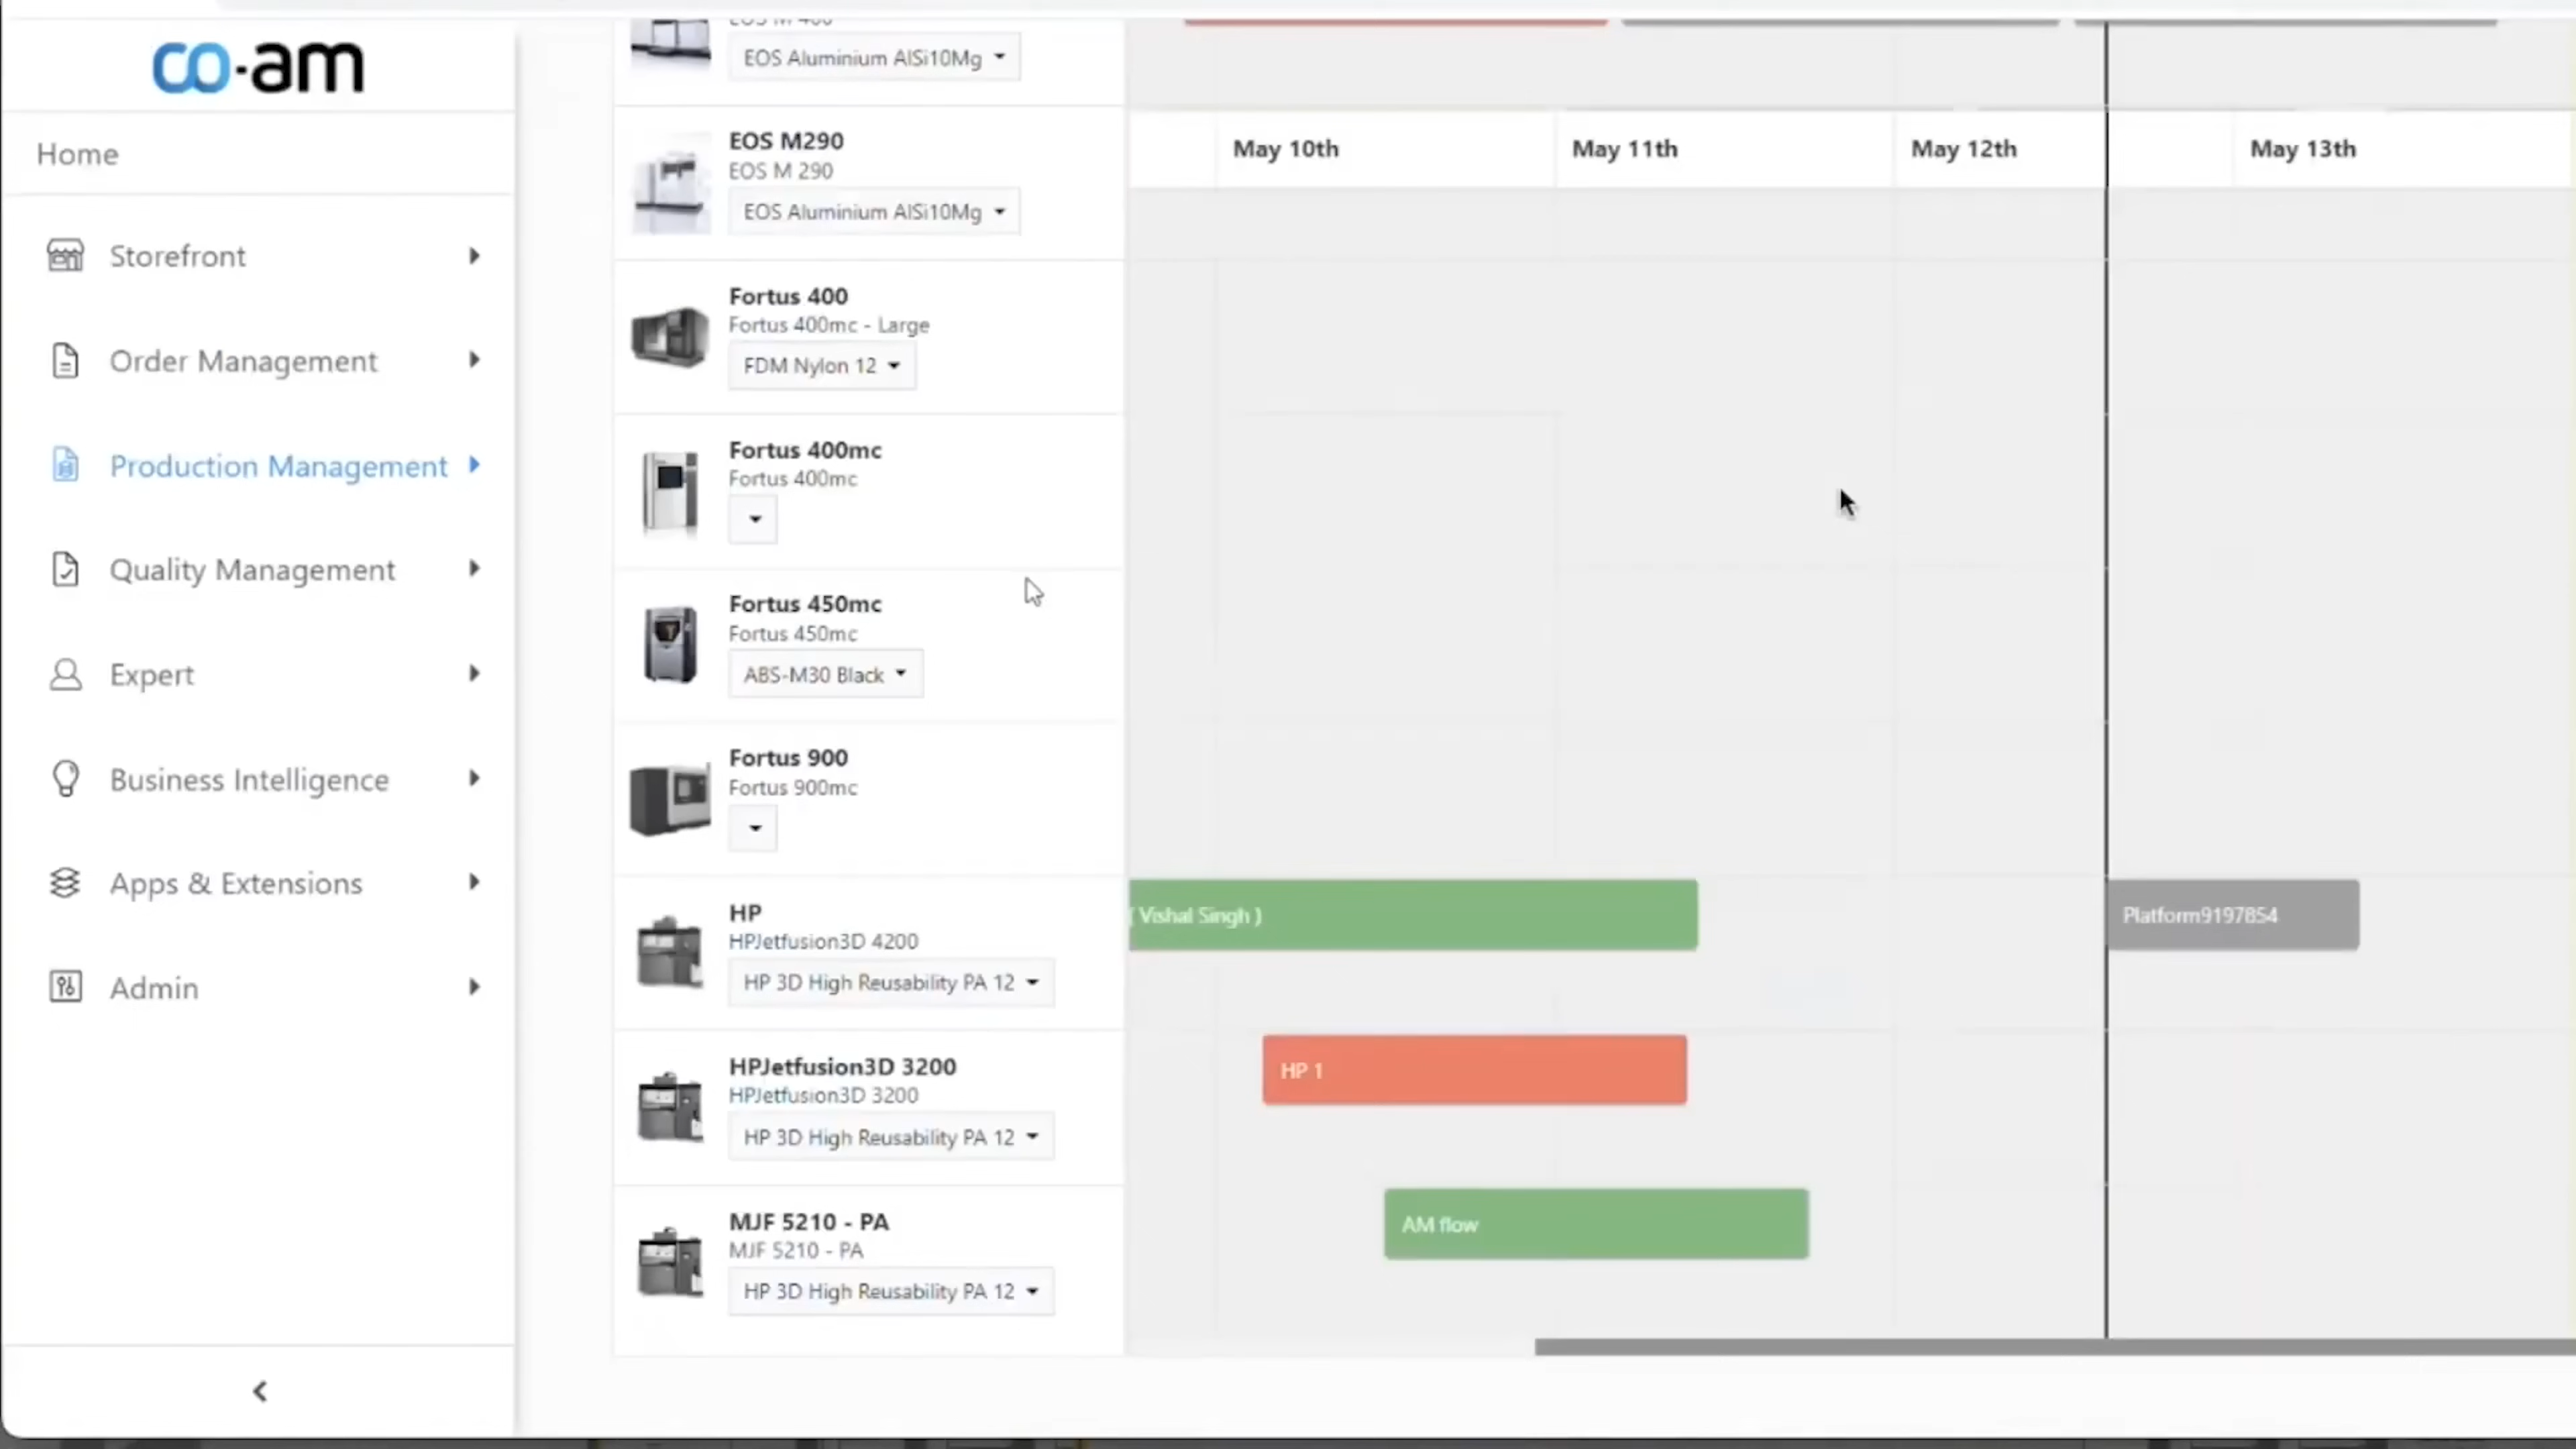 co-am
Home
Storefront
Order Management
Production Management
Quality Management
Expert
Business Intelligence
Apps & Extensions
Admin
EOS M 400
EOS Aluminium AlSi10Mg
EOS M290
EOS M 290
EOS Aluminium AlSi10Mg
Fortus 400
Fortus 400mc - Large
FDM Nylon 12
Fortus 400mc
Fortus 400mc
Fortus 450mc
Fortus 450mc
ABS-M30 Black
Fortus 900
Fortus 900mc
HP
HPJetfusion3D 4200
HP 3D High Reusability PA 12
HPJetfusion3D 3200
HPJetfusion3D 3200
HP 3D High Reusability PA 12
MJF 5210 - PA
MJF 5210 - PA
HP 3D High Reusability PA 12
May 10th May 11th May 12th May 13th
( Vishal Singh ) Platform9197854
HP 1
AM flow